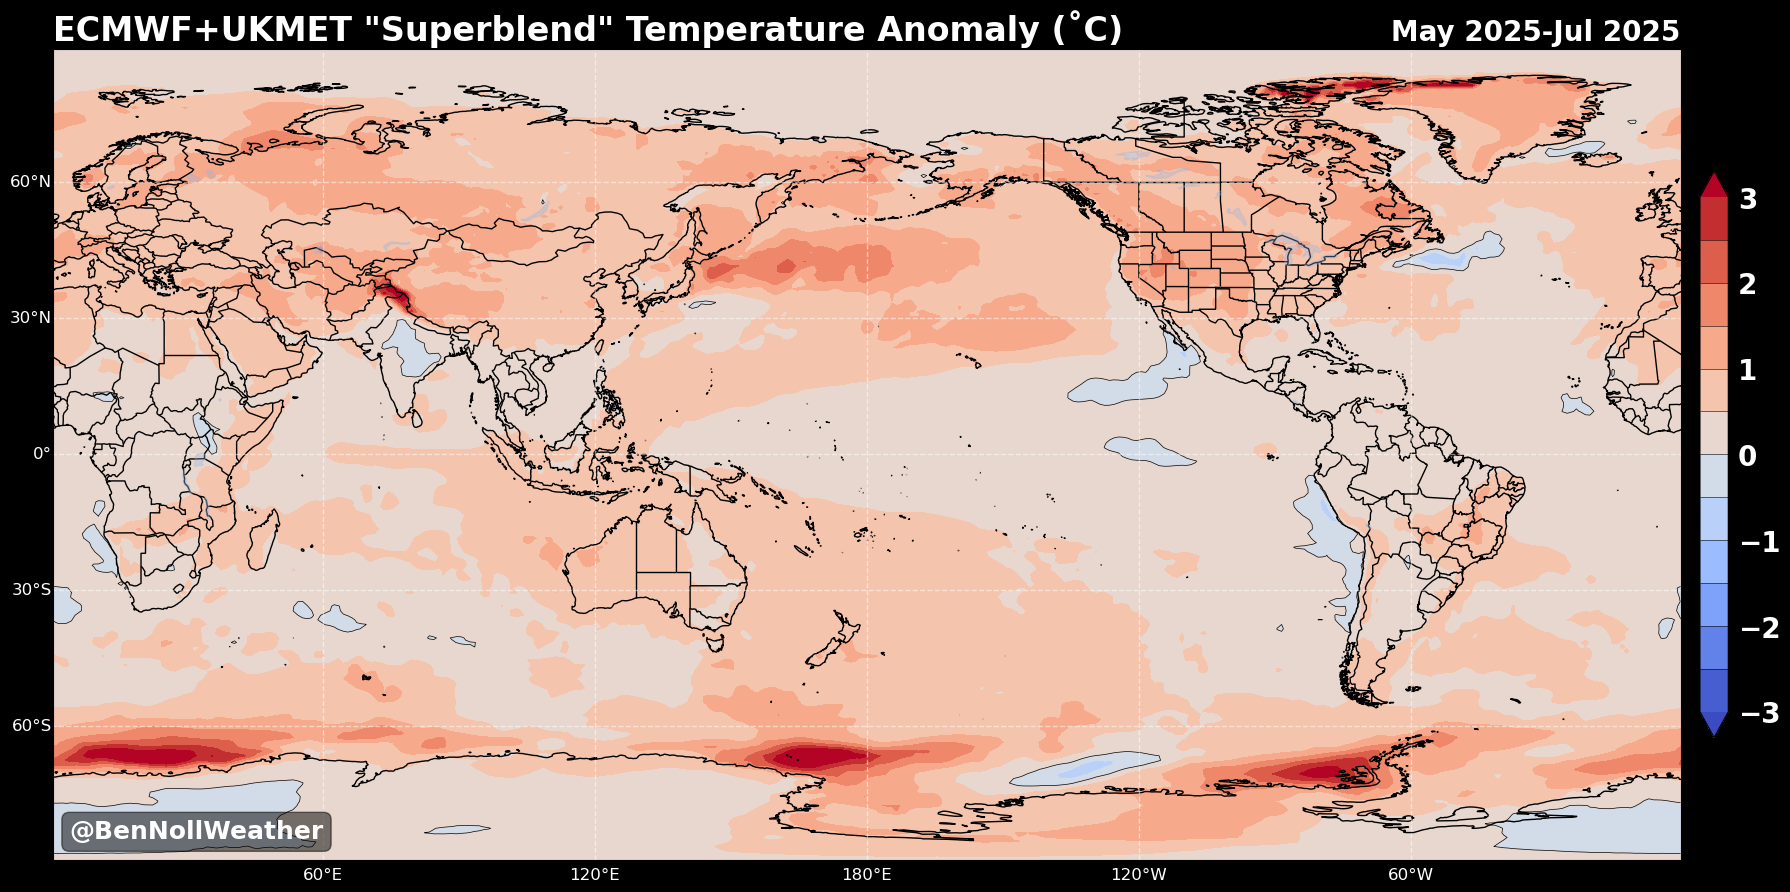 ECMWF+UKMET "Superblend" Temperature Anomaly (˚C)
May 2025-Jul 2025
60°N
30°N
0°
30°S
60°S
60°E
120°E
180°E
120°W
60°W
3
2
1
0
−1
−2
−3
@BenNollWeather